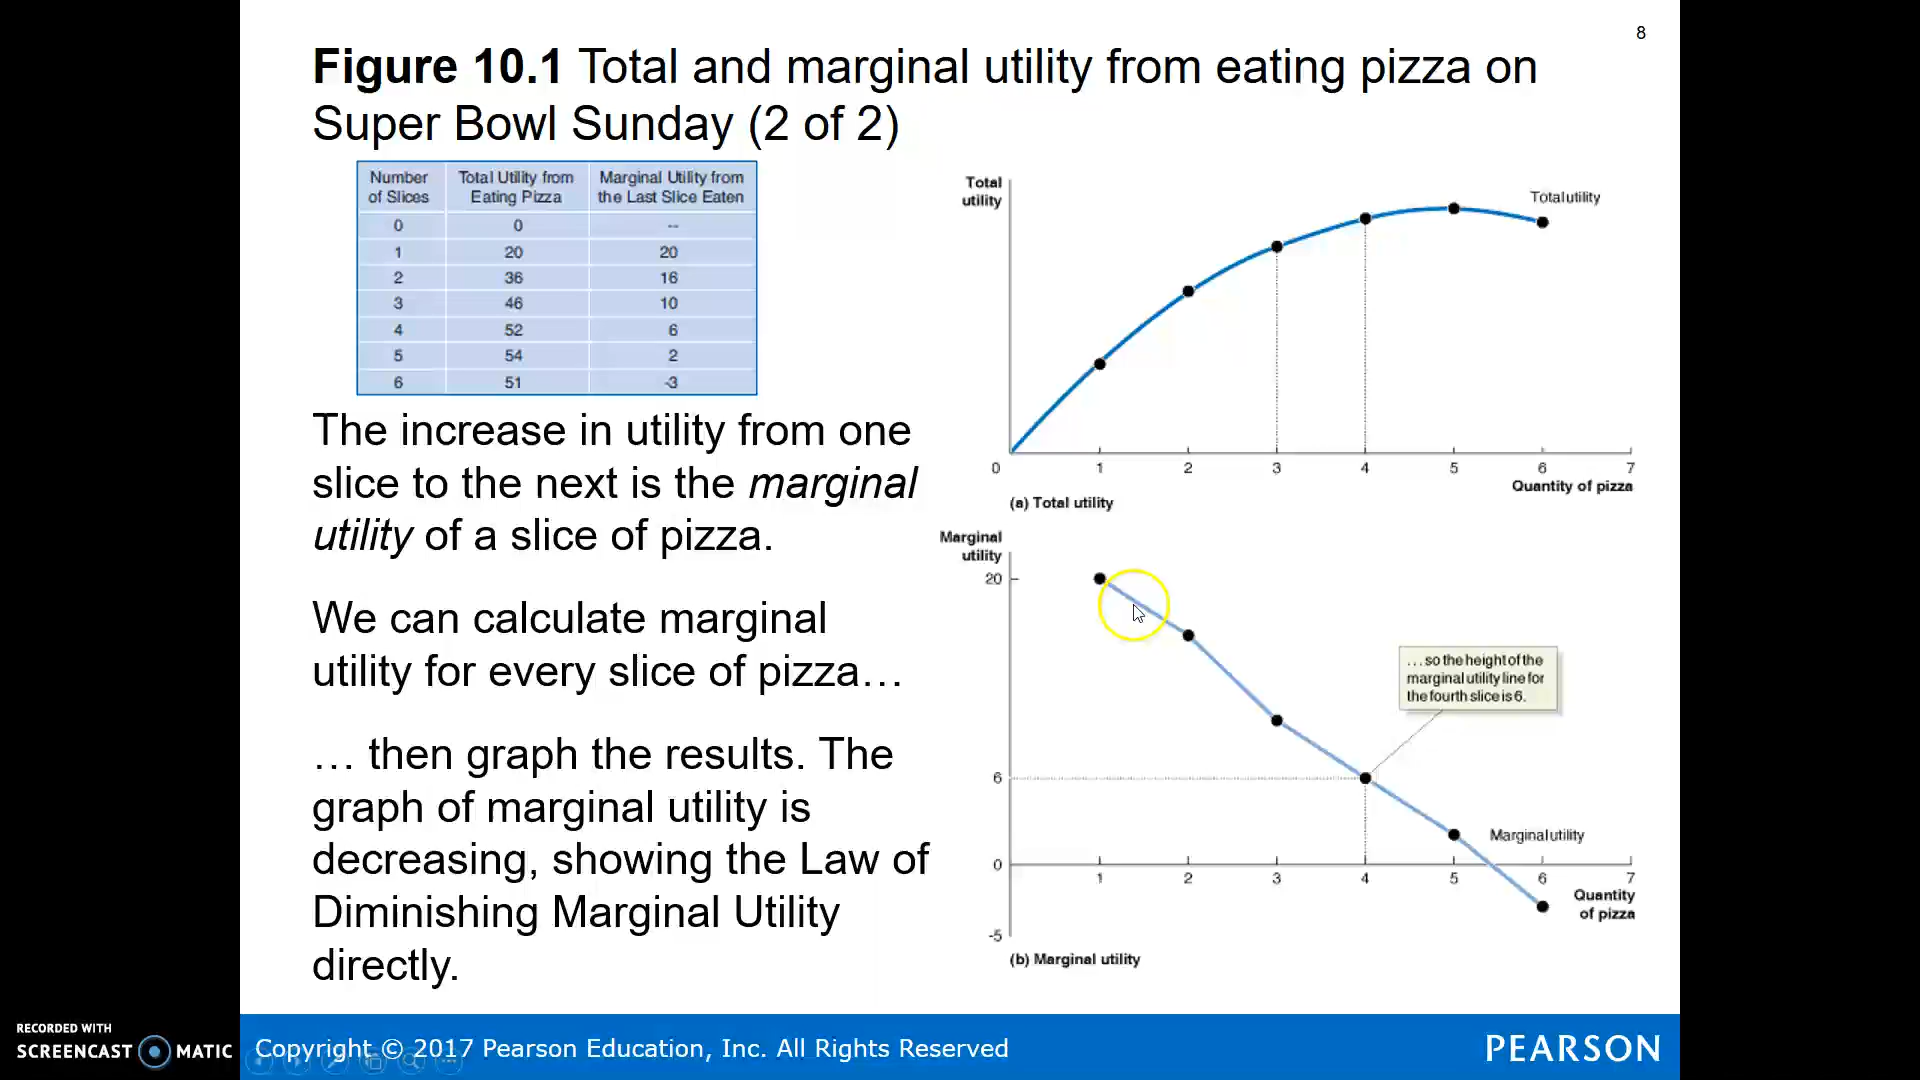 8
Figure 10.1 Total and marginal utility from eating pizza on
Super Bowl Sunday (2 of 2)
Number of Slices | Total Utility from Eating Pizza | Marginal Utility from the Last Slice Eaten
0 0 --
1 20 20
2 36 16
3 46 10
4 52 6
5 54 2
6 51 -3
The increase in utility from one
slice to the next is the marginal
utility of a slice of pizza.
We can calculate marginal
utility for every slice of pizza…
… then graph the results. The
graph of marginal utility is
decreasing, showing the Law of
Diminishing Marginal Utility
directly.
Total
utility
Total utility
0 1 2 3 4 5 6 7
Quantity of pizza
(a) Total utility
Marginal
utility
20
…so the height of the
marginal utility line for
the fourth slice is 6.
6
Marginal utility
0
1 2 3 4 5 6 7
Quantity
of pizza
-5
(b) Marginal utility
RECORDED WITH
SCREENCAST MATIC
Copyright © 2017 Pearson Education, Inc. All Rights Reserved
PEARSON